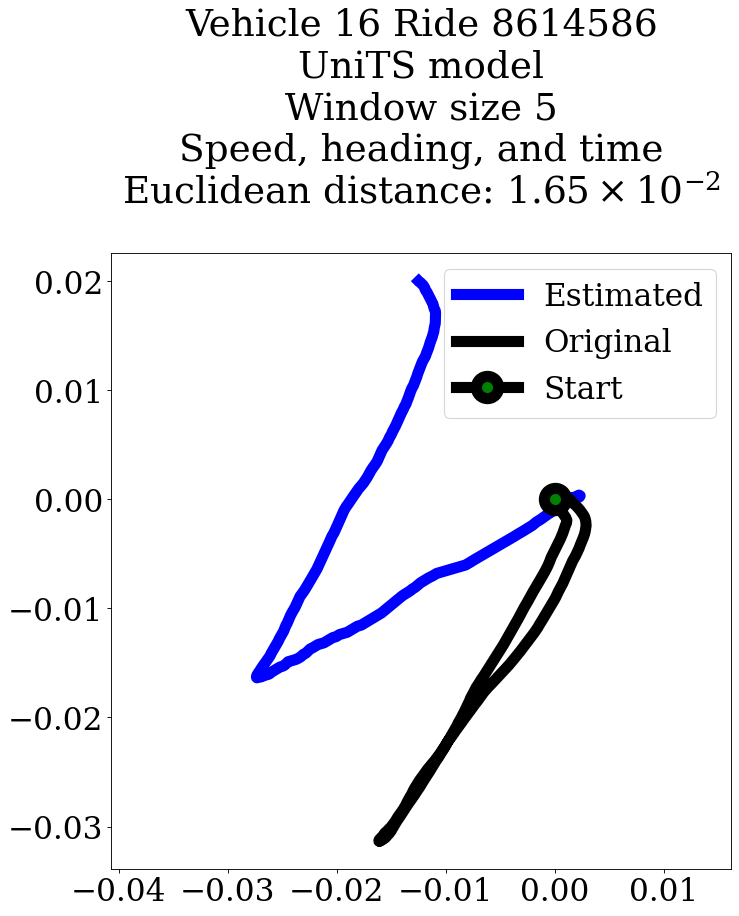 Vehicle 16 Ride 8614586
UniTS model
Window size 5
Speed, heading, and time
Euclidean distance: 1.65 × 10⁻²
Estimated
Original
Start
0.02
0.01
0.00
−0.01
−0.02
−0.03
−0.04 −0.03 −0.02 −0.01 0.00 0.01